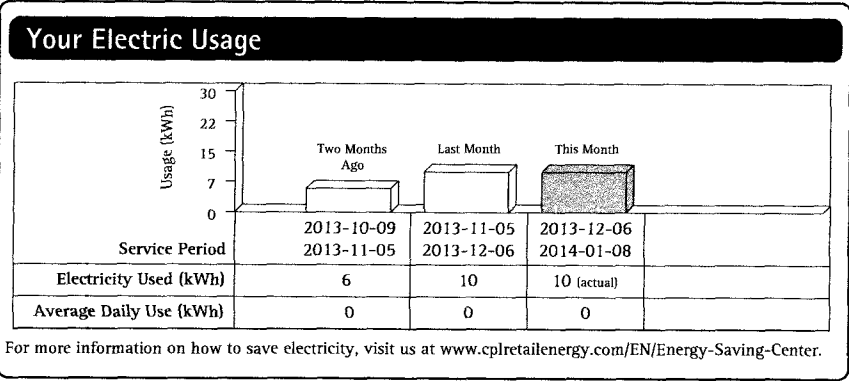 Your Electric Usage
30
22
15
7
0
Usage (kWh)
Two Months
Ago
Last Month
This Month
Service Period
2013-10-09 2013-11-05 2013-12-06
2013-11-05 2013-12-06 2014-01-08
Electricity Used (kWh) 6 10 10 (actual)
Average Daily Use (kWh) 0 0 0
For more information on how to save electricity, visit us at www.cplretailenergy.com/EN/Energy-Saving-Center.